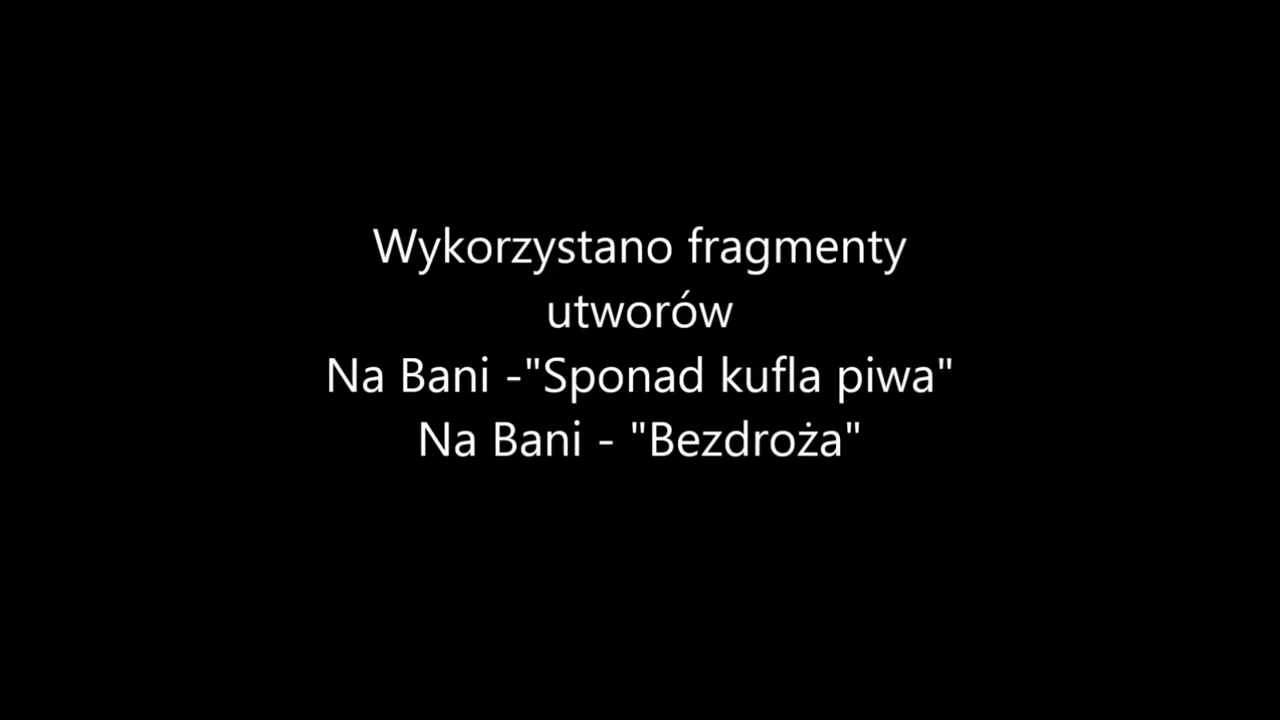 Wykorzystano fragmenty
utworów
Na Bani -"Sponad kufla piwa"
Na Bani - "Bezdroża"